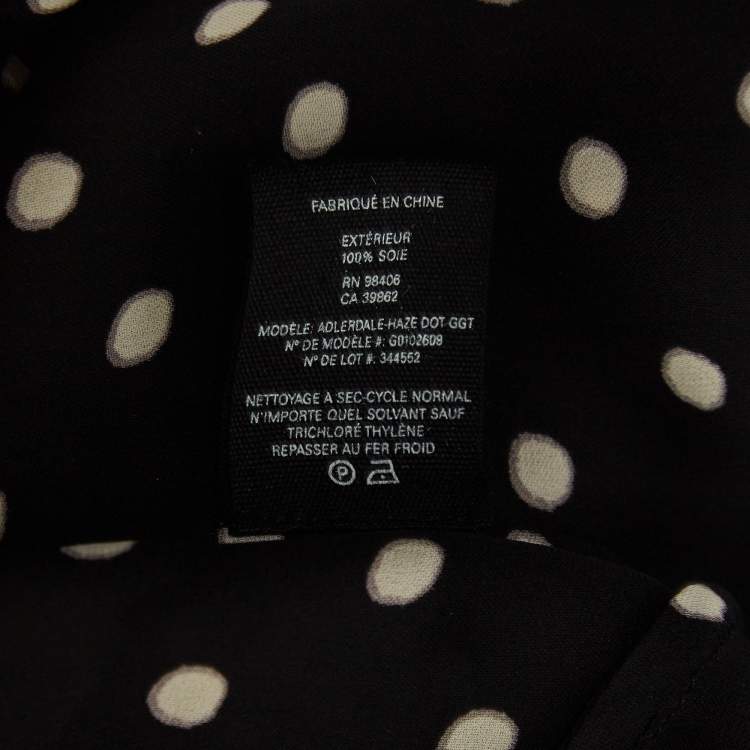 FABRIQUÉ EN CHINE
EXTÉRIEUR
100% SOIE
RN 98406
CA 39862
MODÈLE: ADLERDALE-HAZE DOT GGT
Nº DE MODÈLE #: G0102609
Nº DE LOT #: 344552
NETTOYAGE À SEC-CYCLE NORMAL
N'IMPORTE QUEL SOLVANT SAUF
TRICHLORÉ THYLÈNE
REPASSER AU FER FROID
P